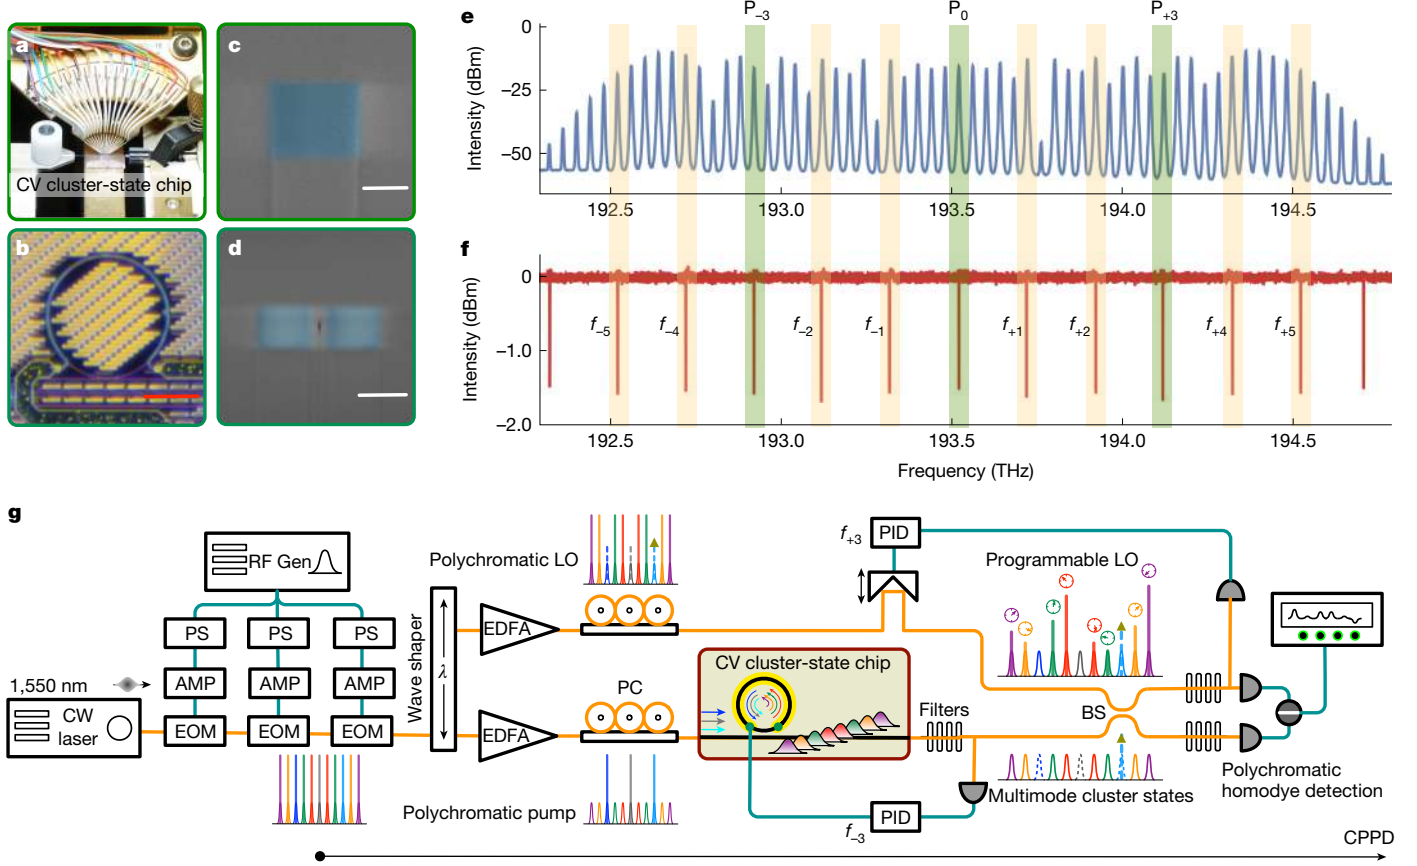 a
CV cluster-state chip
b
c
d
e
P₋₃
P₀
P₊₃
Intensity (dBm)
0
−25
−50
192.5
193.0
193.5
194.0
194.5
f
Intensity (dBm)
0
−1.0
−2.0
f₋₅
f₋₄
f₋₂
f₋₁
f₊₁
f₊₂
f₊₄
f₊₅
192.5
193.0
193.5
194.0
194.5
Frequency (THz)
g
RF Gen
PS
PS
PS
AMP
AMP
AMP
1,550 nm
CW
laser
EOM
EOM
EOM
Wave shaper
λ
Polychromatic LO
EDFA
EDFA
PC
Polychromatic pump
f₊₃
PID
CV cluster-state chip
Filters
f₋₃
PID
Programmable LO
BS
Multimode cluster states
Polychromatic
homodye detection
CPPD